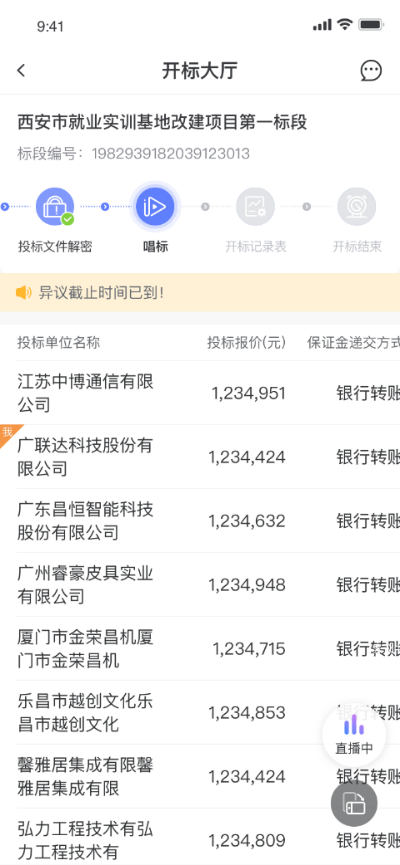 9:41
开标大厅
西安市就业实训基地改建项目第一标段
标段编号：1982939182039123013
投标文件解密 唱标 开标记录表 开标结束
异议截止时间已到！
投标单位名称 投标报价(元) 保证金递交方式
江苏中博通信有限
公司 1,234,951 银行转账
我
广联达科技股份有
限公司 1,234,424 银行转账
广东昌恒智能科技
股份有限公司 1,234,632 银行转账
广州睿豪皮具实业
有限公司 1,234,948 银行转账
厦门市金荣昌机厦
门市金荣昌机 1,234,715 银行转账
乐昌市越创文化乐
昌市越创文化 1,234,853 银行转账
直播中
馨雅居集成有限馨
雅居集成有限 1,234,424 银行转账
弘力工程技术有弘
力工程技术有 1,234,809 银行转账